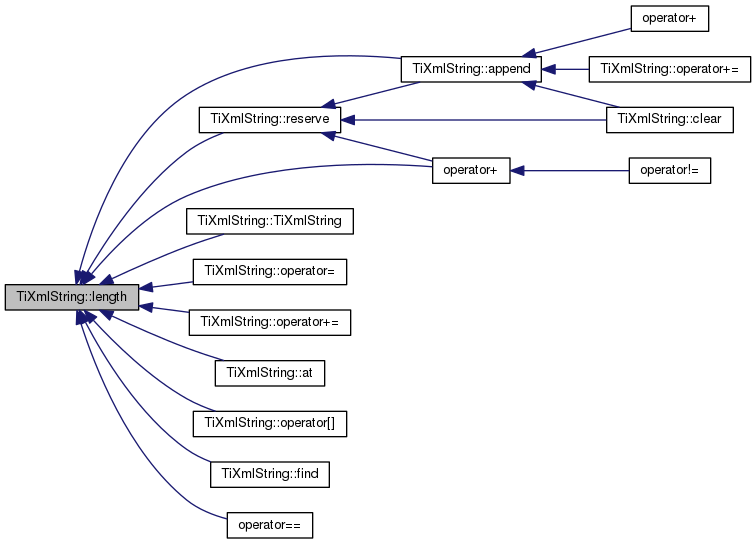 operator+
TiXmlString::append
TiXmlString::operator+=
TiXmlString::reserve
TiXmlString::clear
operator+
operator!=
TiXmlString::TiXmlString
TiXmlString::operator=
TiXmlString::length
TiXmlString::operator+=
TiXmlString::at
TiXmlString::operator[]
TiXmlString::find
operator==